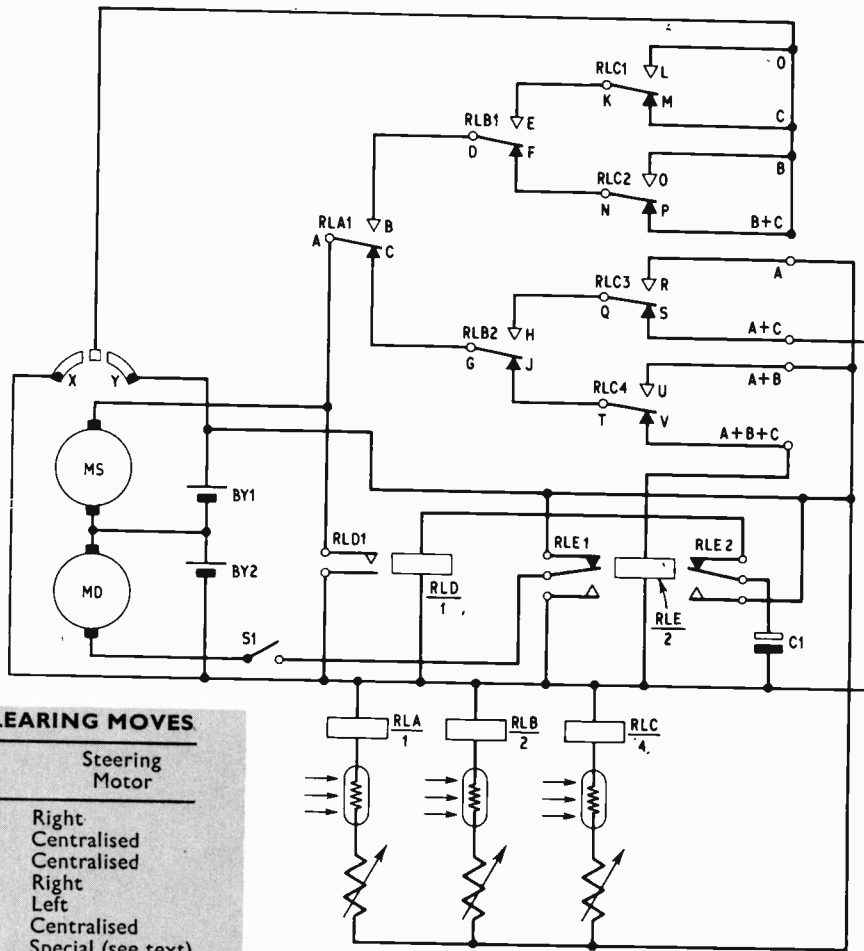 RLC1
L
O
K
M
C
RLB1
E
D
F
RLC2
O
B
N
P
B+C
RLA1
A
B
C
RLC3
R
A
Q
S
A+C
RLB2
H
G
J
RLC4
U
A+B
T
V
A+B+C
X
Y
MS
BY1
MD
BY2
RLD1
RLD
1
RLE1
RLE2
RLE
2
C1
S1
RLA
1
RLB
2
RLC
4
LEARING MOVES
Steering
Motor
Right
Centralised
Centralised
Right
Left
Centralised
Special (see text)